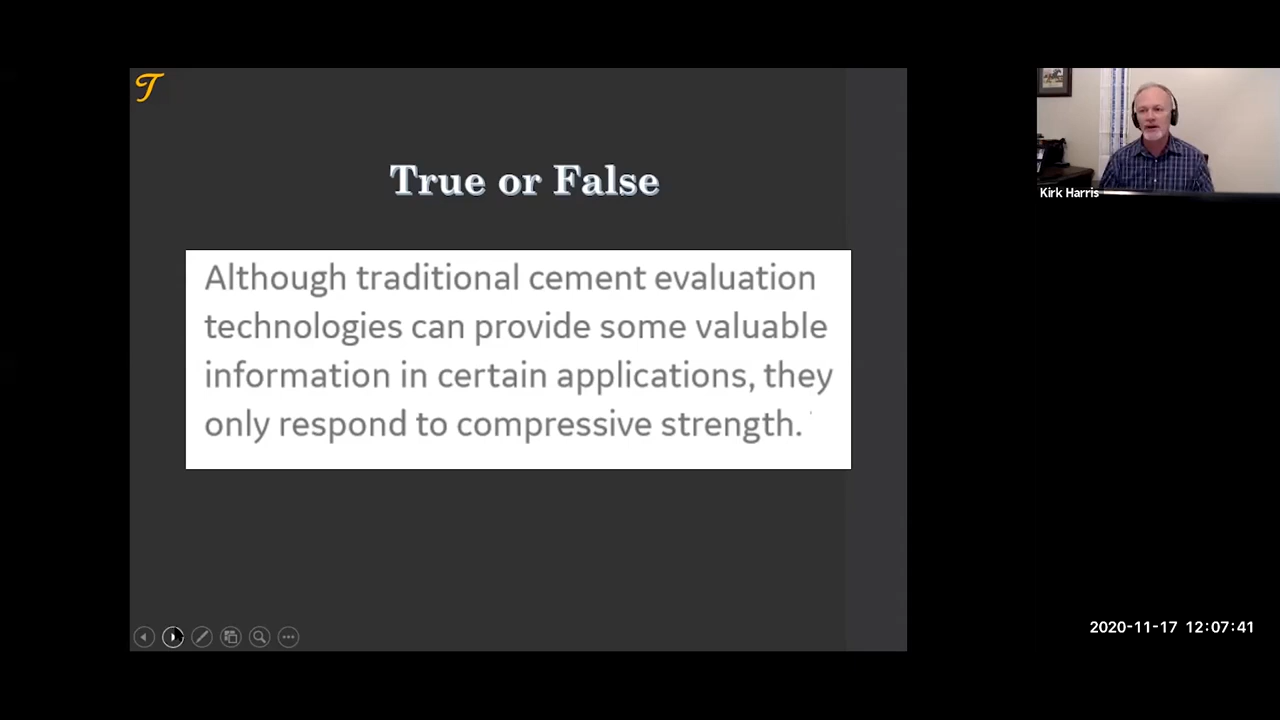 T
True or False
Although traditional cement evaluation
technologies can provide some valuable
information in certain applications, they
only respond to compressive strength.
Kirk Harris
2020-11-17 12:07:41